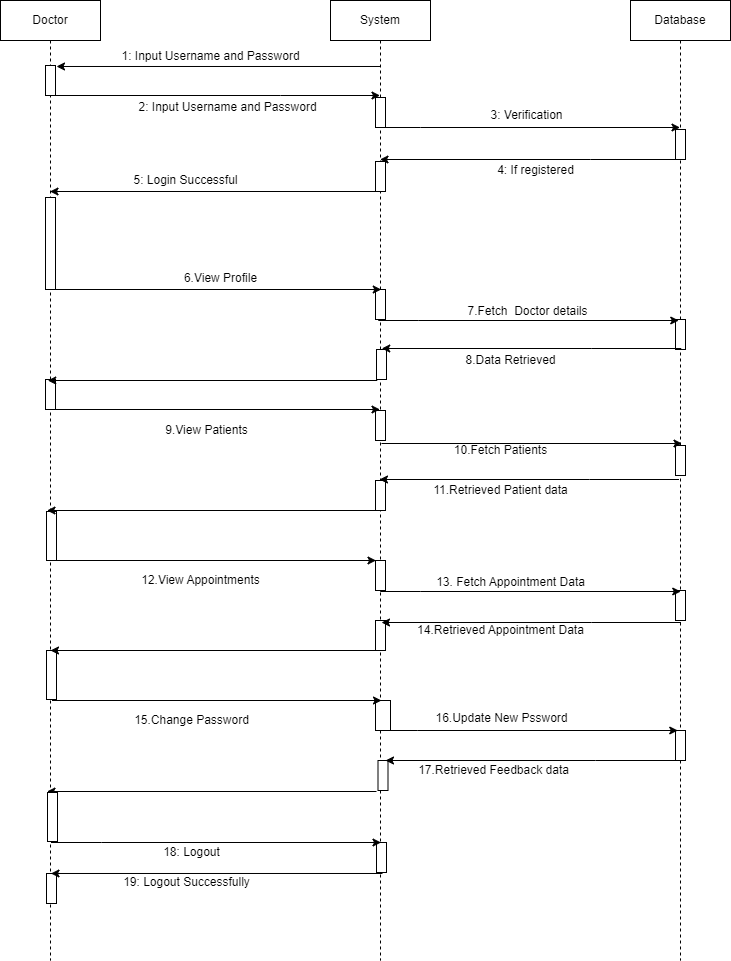 Doctor
System
Database
1: Input Username and Password
2: Input Username and Password
3: Verification
4: If registered
5: Login Successful
6.View Profile
7.Fetch  Doctor details
8.Data Retrieved
9.View Patients
10.Fetch Patients
11.Retrieved Patient data
12.View Appointments
13. Fetch Appointment Data
14.Retrieved Appointment Data
15.Change Password
16.Update New Pssword
17.Retrieved Feedback data
18: Logout
19: Logout Successfully